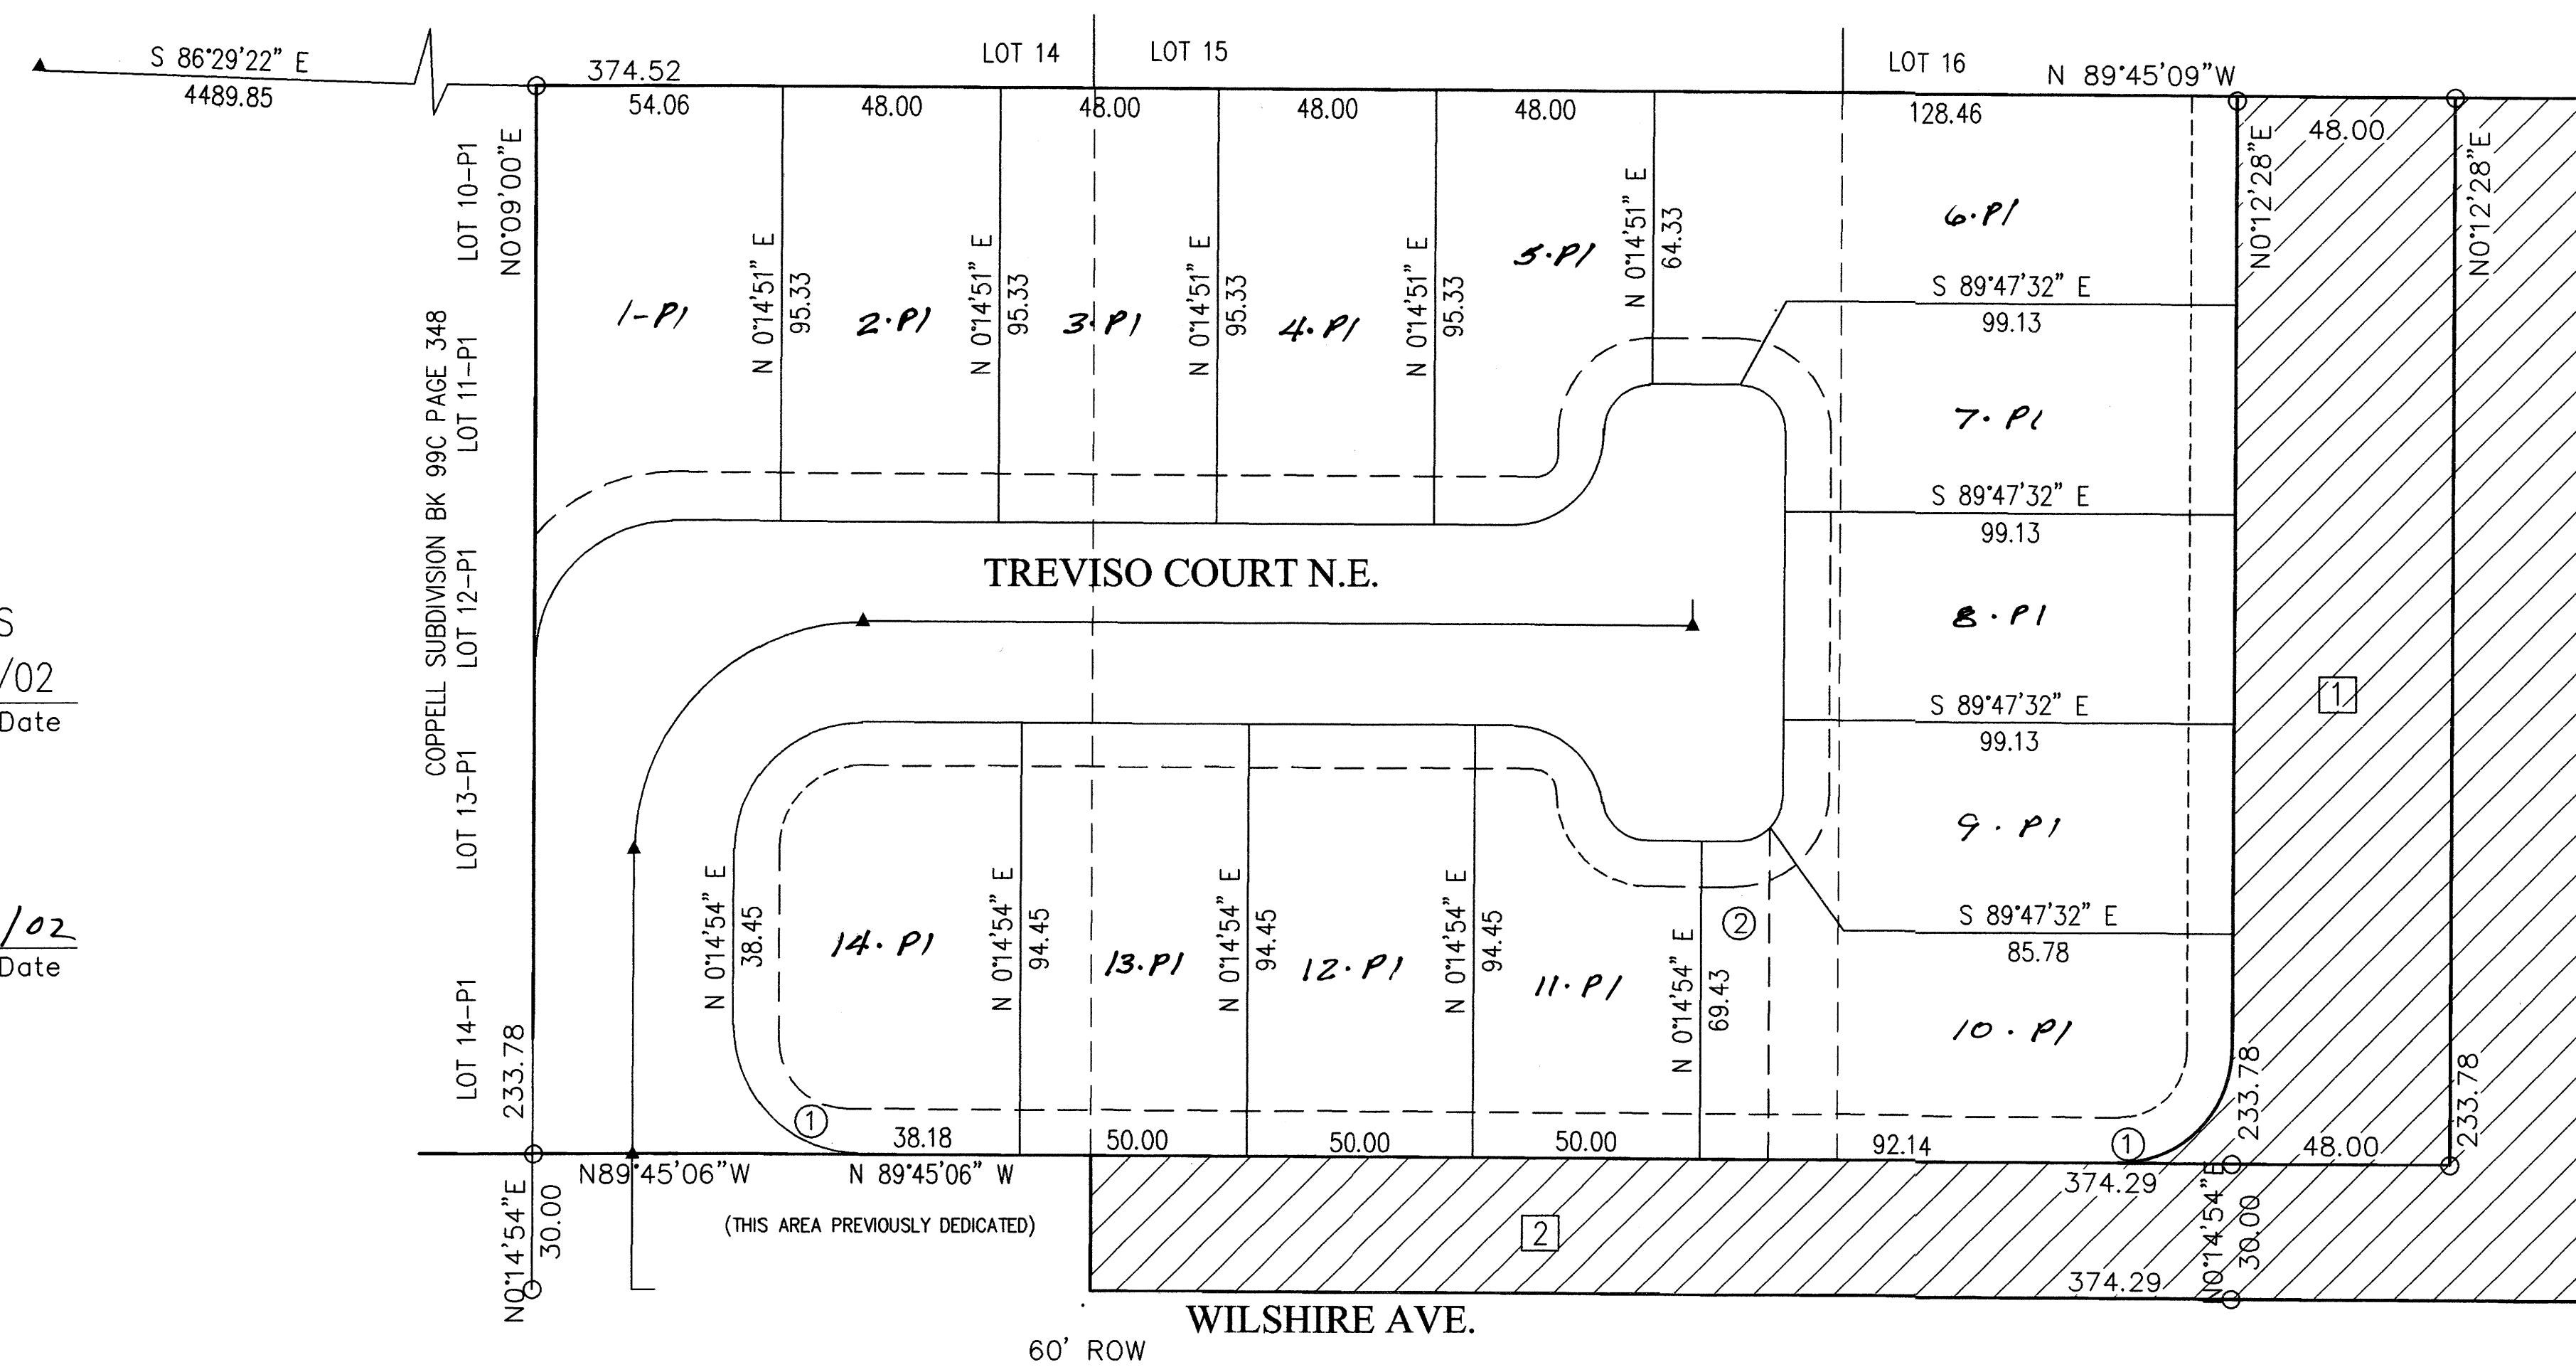 S 86°29'22" E
4489.85
374.52
LOT 14
LOT 15
LOT 16
N 89°45'09"W
54.06
48.00
48.00
48.00
48.00
128.46
48.00
LOT 10-P1
N0°09'00"E
COPPELL SUBDIVISION BK 99C PAGE 348
LOT 11-P1
LOT 12-P1
LOT 13-P1
LOT 14-P1
233.78
1-P1
N 0°14'51" E
95.33
2-P1
N 0°14'51" E
95.33
3-P1
N 0°14'51" E
95.33
4-P1
N 0°14'51" E
95.33
5-P1
N 0°14'51" E
64.33
6-P1
N0°12'28"E
N0°12'28"E
S 89°47'32" E
99.13
7-P1
S 89°47'32" E
99.13
TREVISO COURT N.E.
8-P1
1
S 89°47'32" E
99.13
9-P1
S 89°47'32" E
85.78
10-P1
S
/02
Date
/02
Date
N 0°14'54" E
38.45
14-P1
N 0°14'54" E
94.45
13-P1
N 0°14'54" E
94.45
12-P1
N 0°14'54" E
94.45
11-P1
N 0°14'54" E
69.43
2
1
38.18
50.00
50.00
50.00
92.14
1
233.78
48.00
233.78
N89°45'06"W
N 89°45'06" W
374.29
N0°14'54"E
30.00
(THIS AREA PREVIOUSLY DEDICATED)
2
N0°14'54"E
30.00
374.29
WILSHIRE AVE.
60' ROW